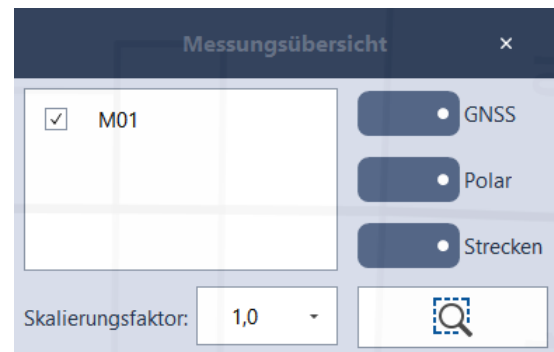 Messungsübersicht ×
M01
GNSS
Polar
Strecken
Skalierungsfaktor: 1,0